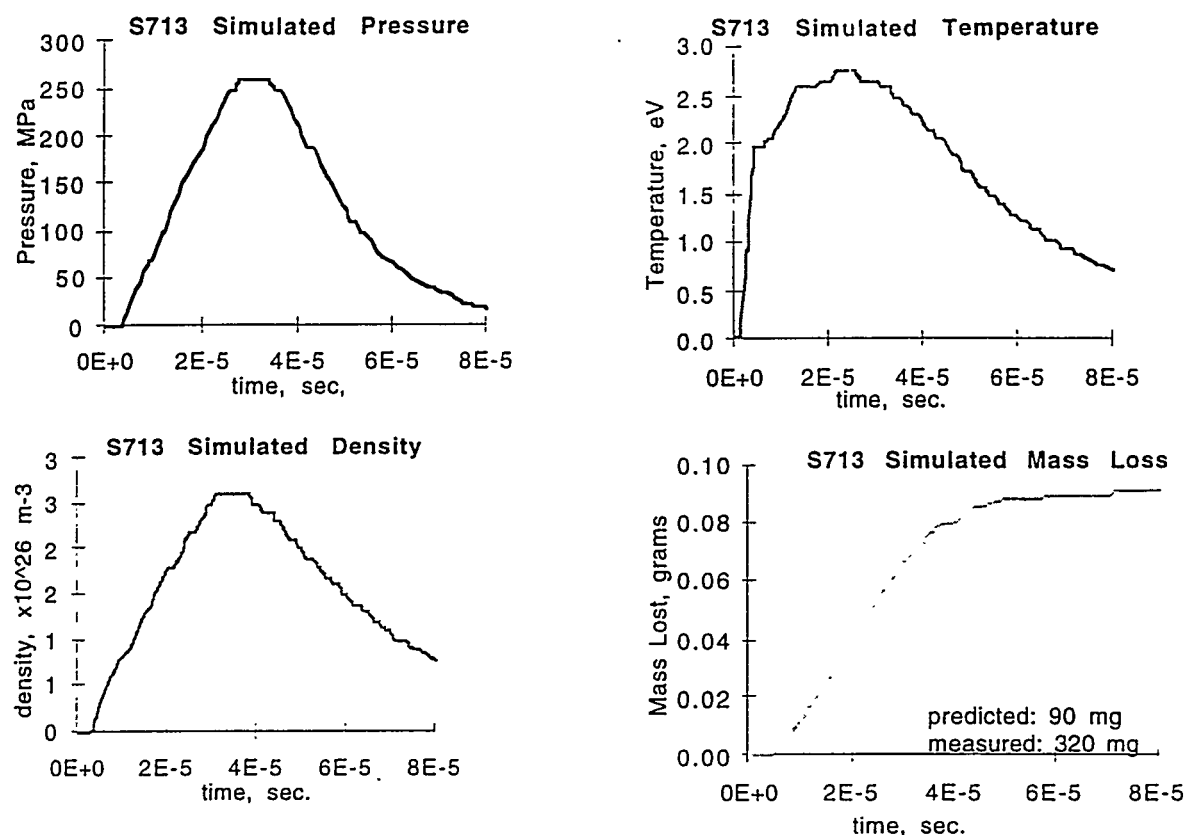 S713 Simulated Pressure
300
250
200
150
100
50
0
Pressure, MPa
0E+0 2E-5 4E-5 6E-5 8E-5
time, sec,
S713 Simulated Temperature
3.0
2.5
2.0
1.5
1.0
0.5
0.0
Temperature, eV
0E+0 2E-5 4E-5 6E-5 8E-5
time, sec.
S713 Simulated Density
3
3
2
2
1
1
0
density, x10^26 m-3
0E+0 2E-5 4E-5 6E-5 8E-5
time, sec.
S713 Simulated Mass Loss
0.10
0.08
0.06
0.04
0.02
0.00
Mass Lost, grams
predicted: 90 mg
measured: 320 mg
0E+0 2E-5 4E-5 6E-5 8E-5
time, sec.